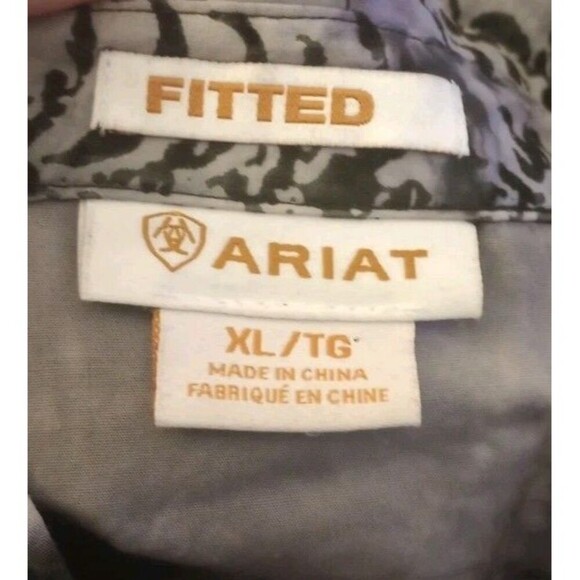 FITTED
ARIAT
XL/TG
MADE IN CHINA
FABRIQUÉ EN CHINE